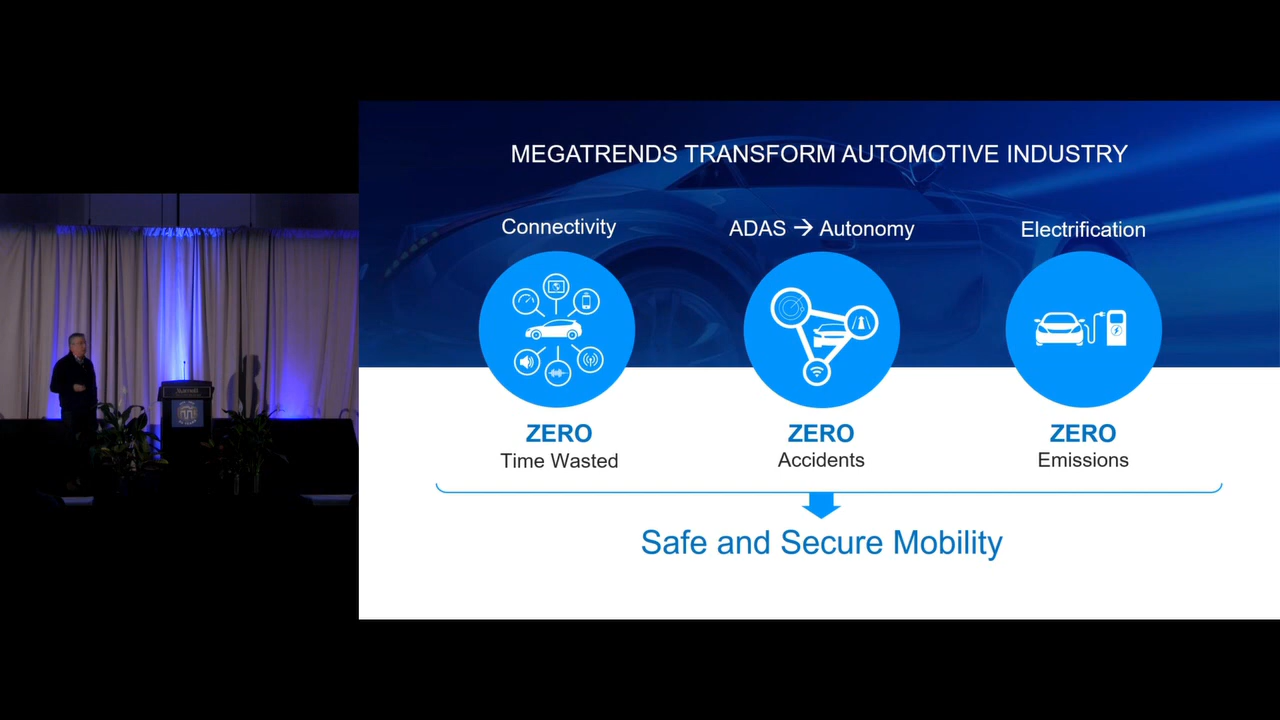 MEGATRENDS TRANSFORM AUTOMOTIVE INDUSTRY
Connectivity
ADAS → Autonomy
Electrification
ZERO
Time Wasted
ZERO
Accidents
ZERO
Emissions
Safe and Secure Mobility